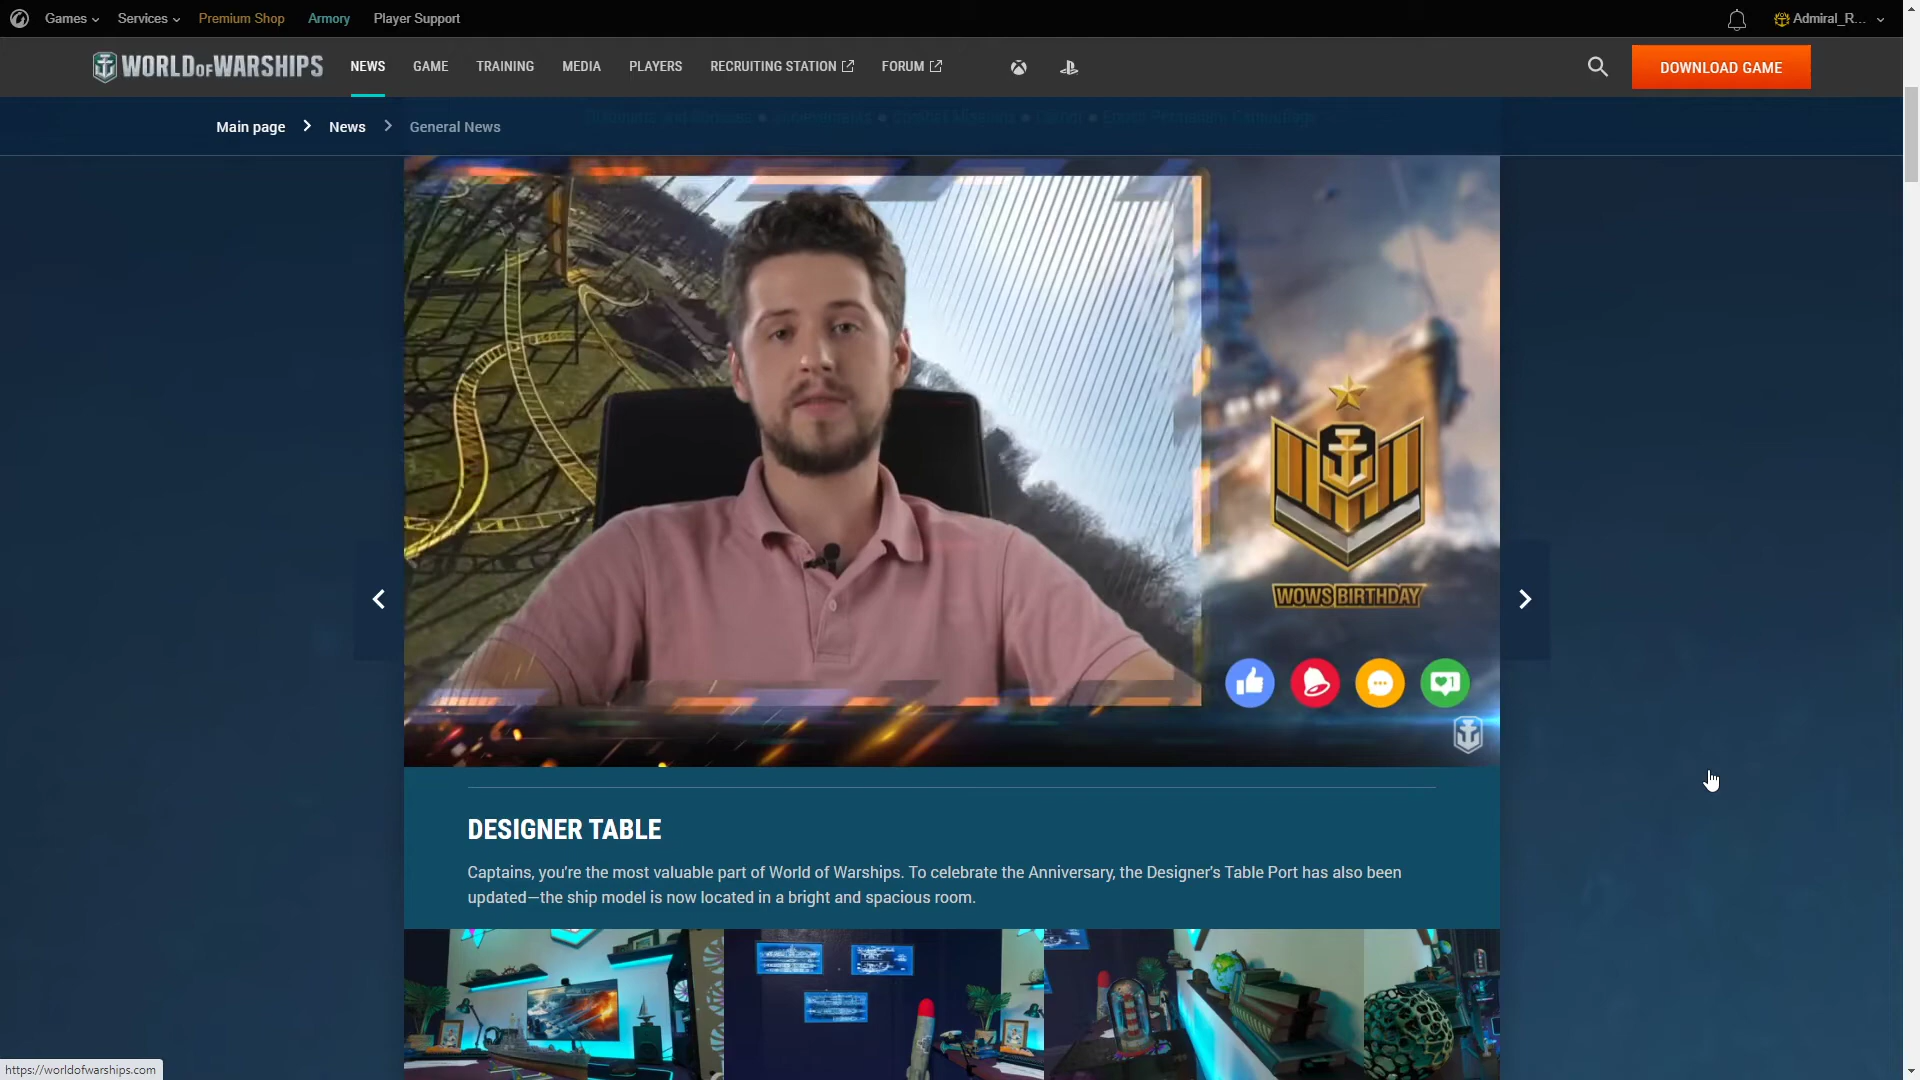 Games Services Premium Shop Armory Player Support Admiral_R...
WORLD OF WARSHIPS NEWS GAME TRAINING MEDIA PLAYERS RECRUITING STATION FORUM DOWNLOAD GAME
Main page News General News
WOWS BIRTHDAY
1
DESIGNER TABLE
Captains, you're the most valuable part of World of Warships. To celebrate the Anniversary, the Designer's Table Port has also been
updated—the ship model is now located in a bright and spacious room.
https://worldofwarships.com